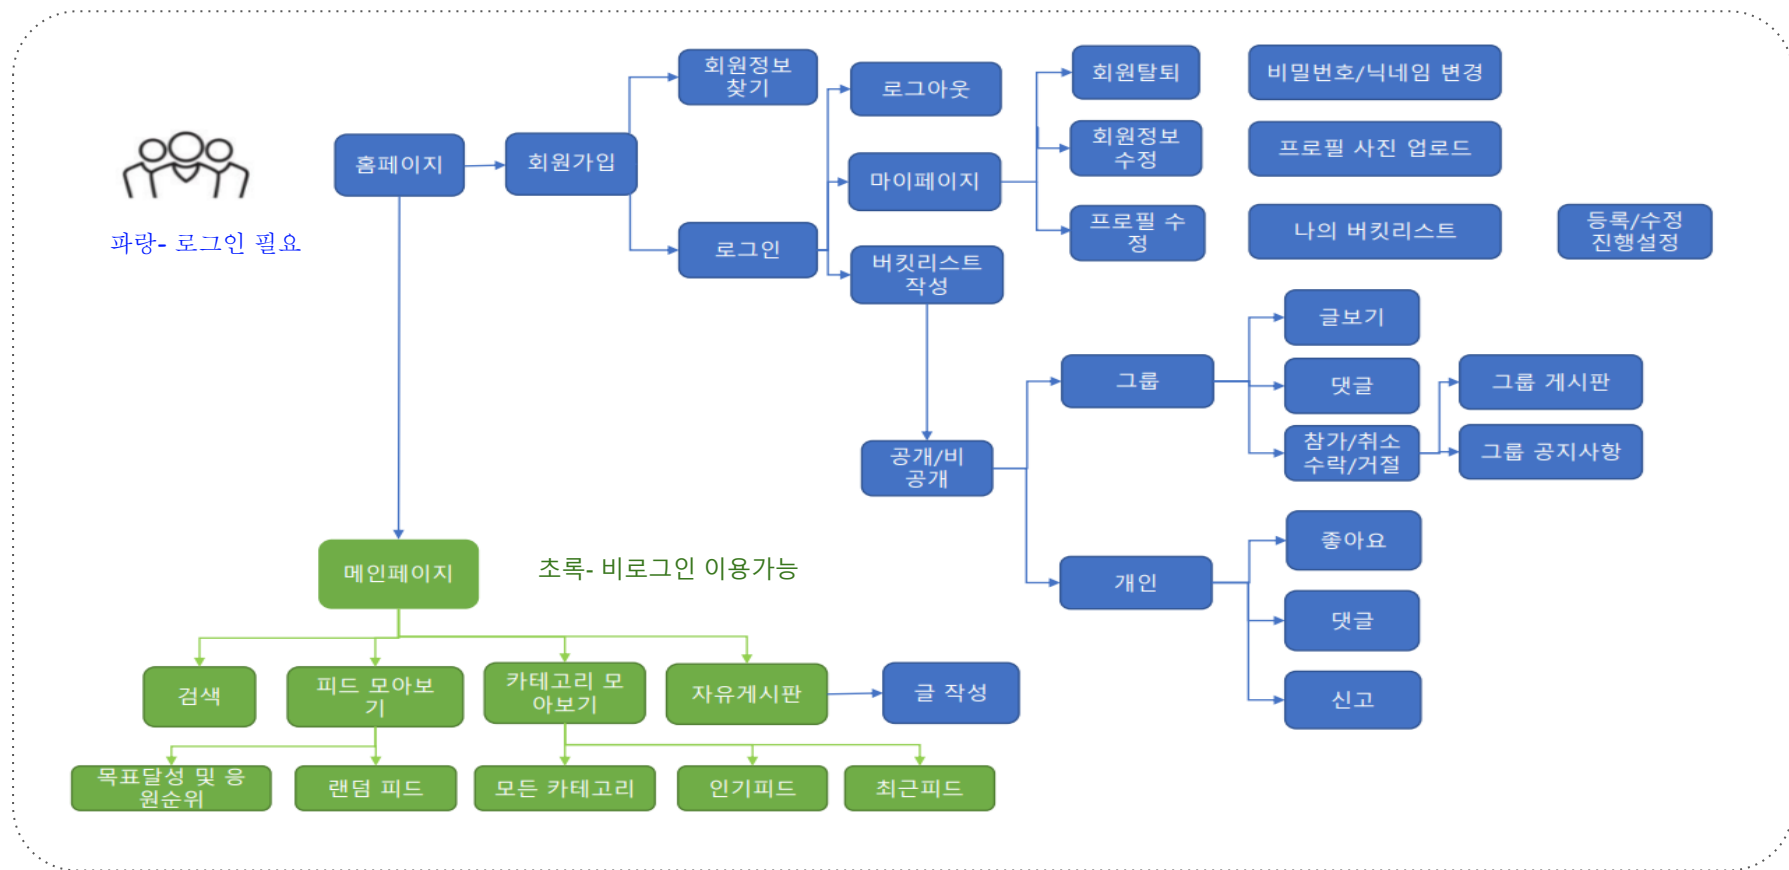 회원정보
찾기
로그아웃
회원탈퇴
비밀번호/닉네임 변경
홈페이지
회원가입
마이페이지
회원정보
수정
프로필 사진 업로드
파랑- 로그인 필요
로그인
버킷리스트
작성
프로필 수
정
나의 버킷리스트
등록/수정
진행설정
글보기
그룹
댓글
그룹 게시판
공개/비
공개
참가/취소
수락/거절
그룹 공지사항
메인페이지
초록- 비로그인 이용가능
좋아요
개인
댓글
신고
검색
피드 모아보
기
카테고리 모
아보기
자유게시판
글 작성
목표달성 및 응
원순위
랜덤 피드
모든 카테고리
인기피드
최근피드